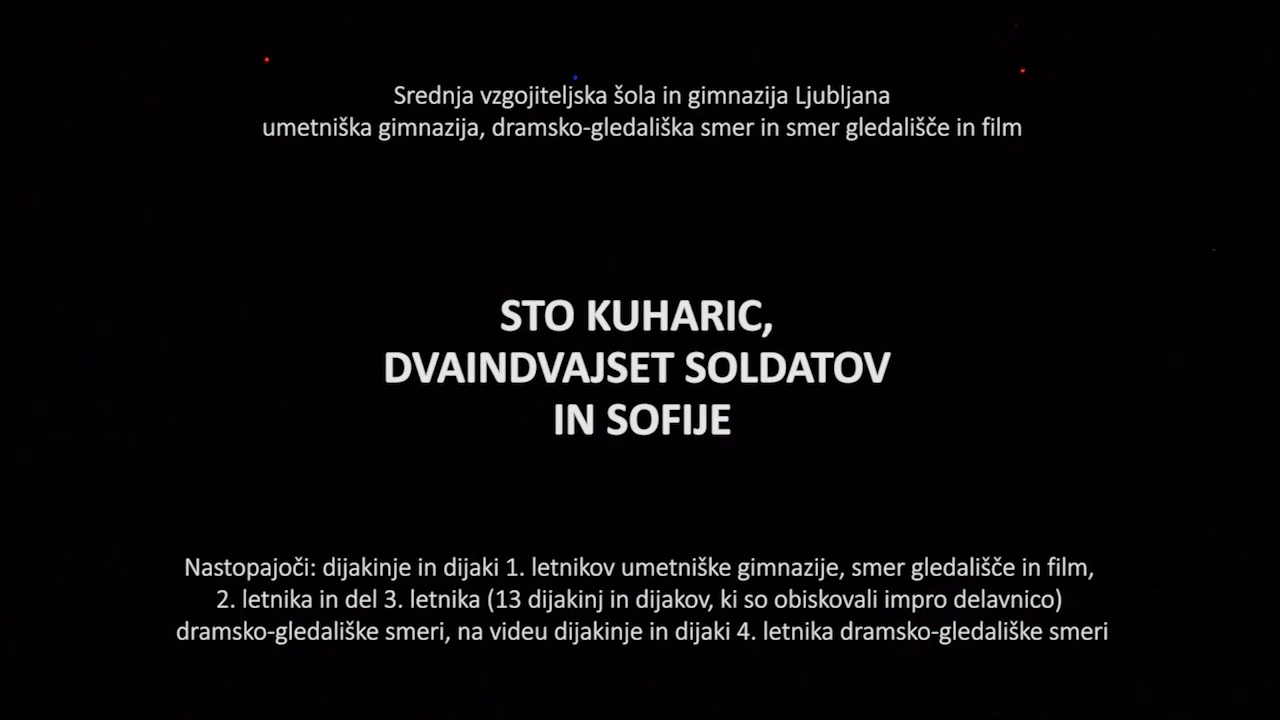 Srednja vzgojiteljska šola in gimnazija Ljubljana
umetniška gimnazija, dramsko-gledališka smer in smer gledališče in film
STO KUHARIC,
DVAINDVAJSET SOLDATOV
IN SOFIJE
Nastopajoči: dijakinje in dijaki 1. letnikov umetniške gimnazije, smer gledališče in film,
2. letnika in del 3. letnika (13 dijakinj in dijakov, ki so obiskovali impro delavnico)
dramsko-gledališke smeri, na videu dijakinje in dijaki 4. letnika dramsko-gledališke smeri